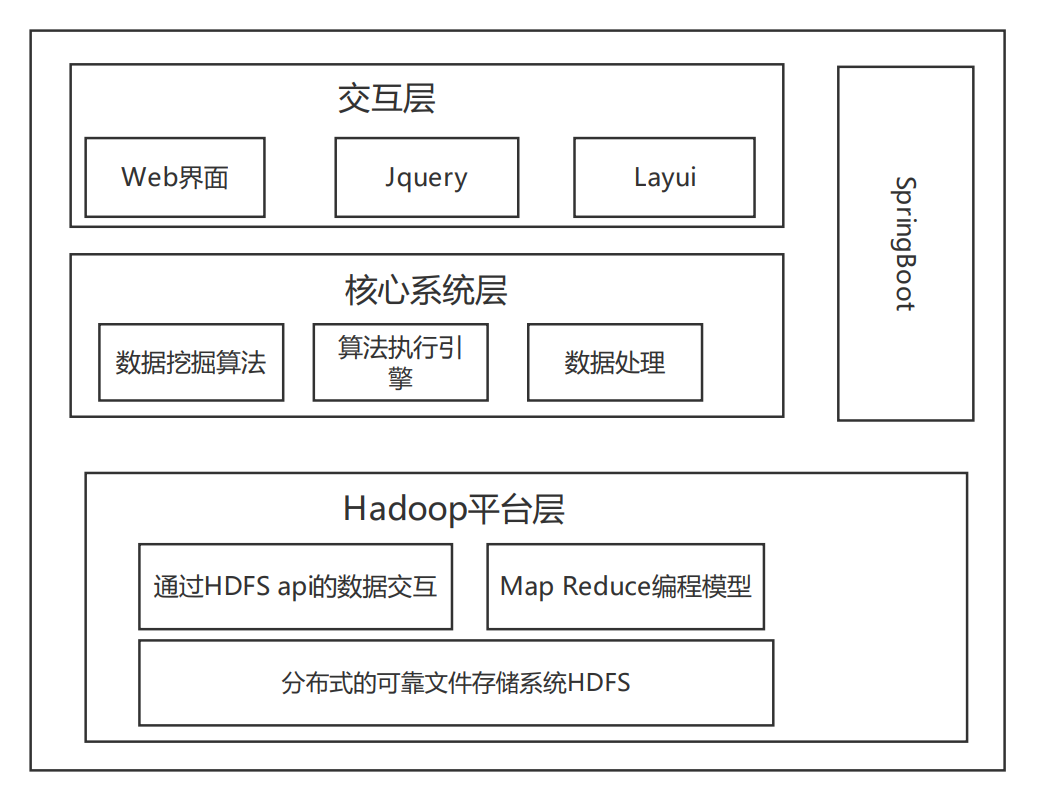 交互层
Web界面
Jquery
Layui
SpringBoot
核心系统层
数据挖掘算法
算法执行引
擎
数据处理
Hadoop平台层
通过HDFS api的数据交互
Map Reduce编程模型
分布式的可靠文件存储系统HDFS